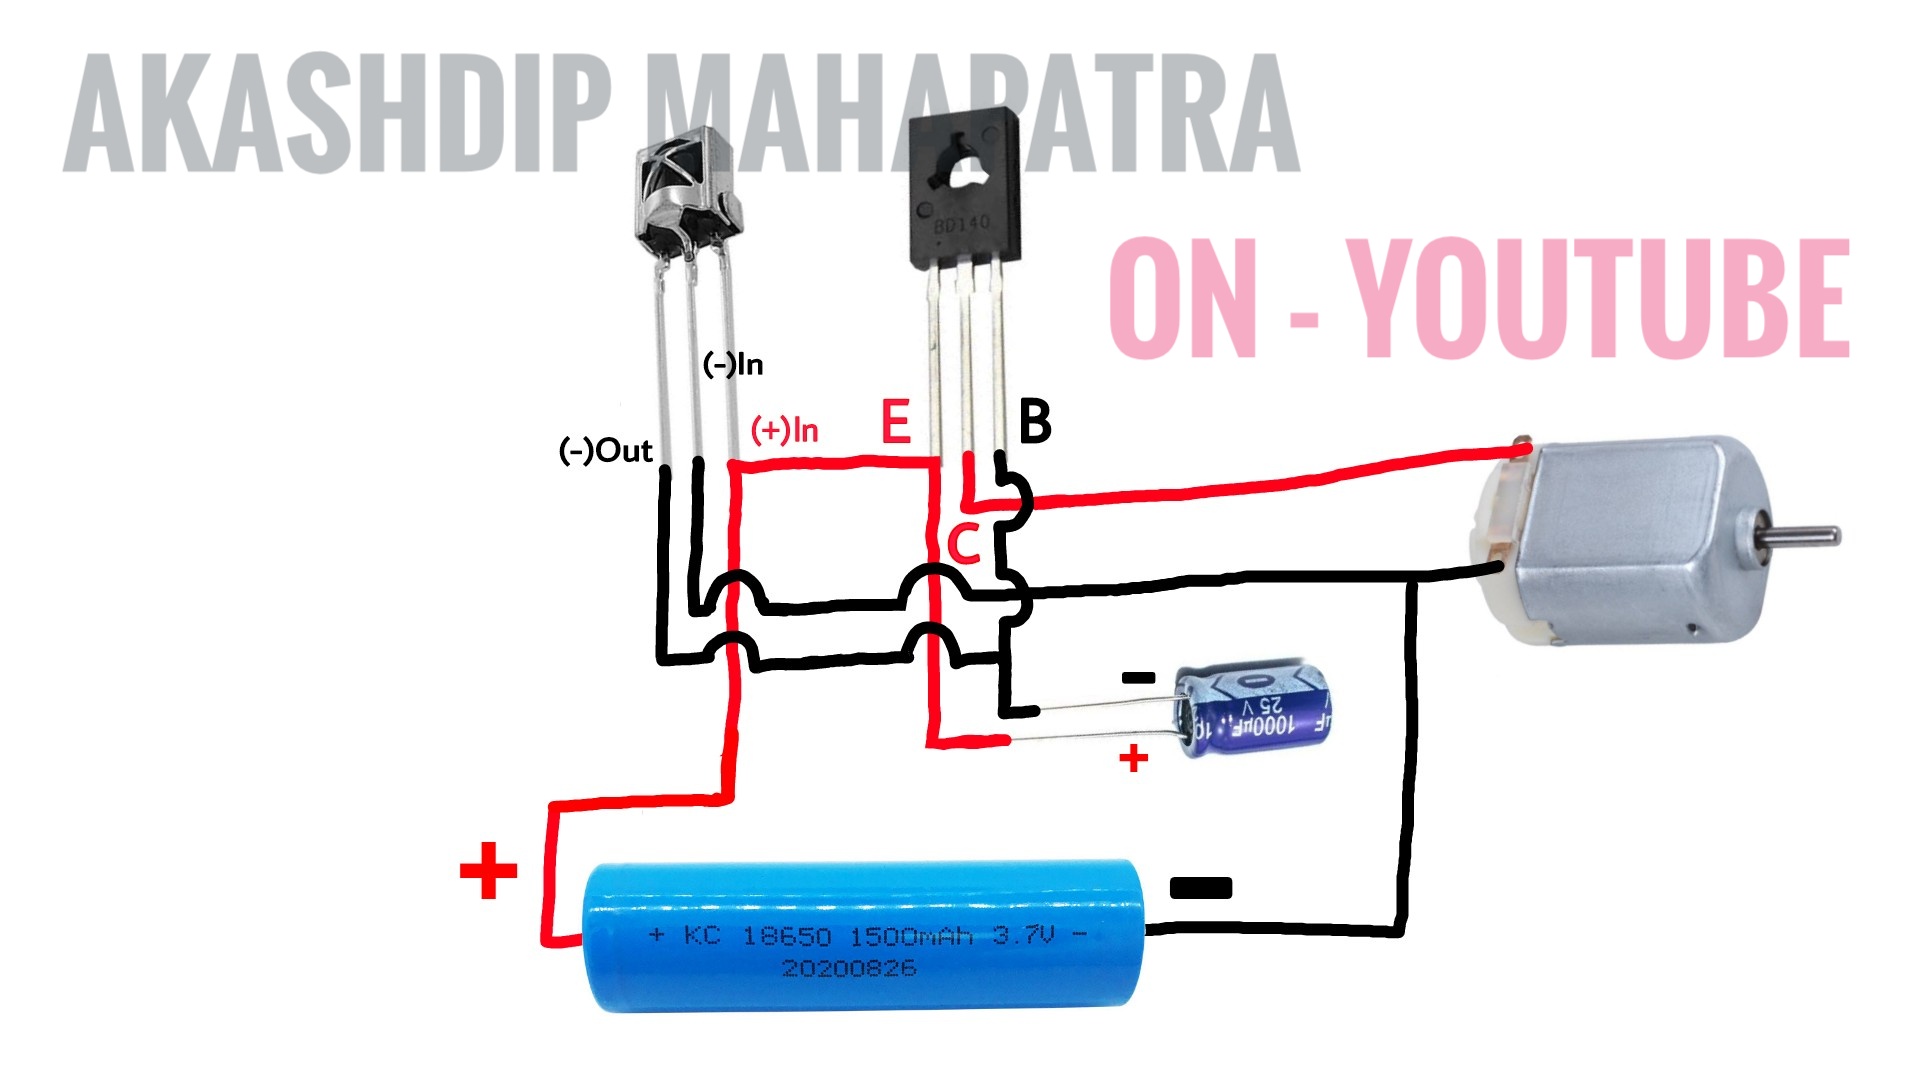 AKASHDIP MAHAPATRA
ON - YOUTUBE
BD140
(-)In
(+)In
E
B
(-)Out
C
-
25 V
1000µF
+
+
-
+ KC 18650 1500mAh 3.7V -
20200826